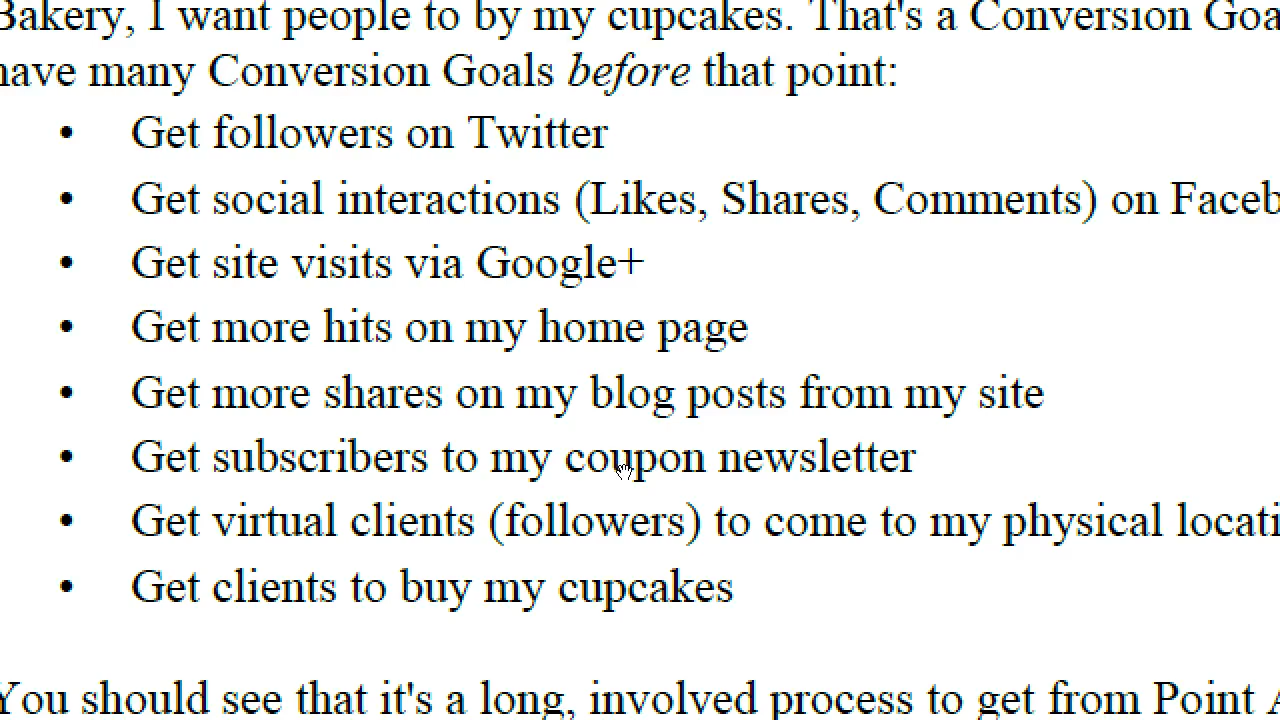 Bakery, I want people to by my cupcakes. That's a Conversion Goa
have many Conversion Goals before that point:
• Get followers on Twitter
• Get social interactions (Likes, Shares, Comments) on Faceb
• Get site visits via Google+
• Get more hits on my home page
• Get more shares on my blog posts from my site
• Get subscribers to my coupon newsletter
• Get virtual clients (followers) to come to my physical locati
• Get clients to buy my cupcakes
You should see that it's a long, involved process to get from Point A